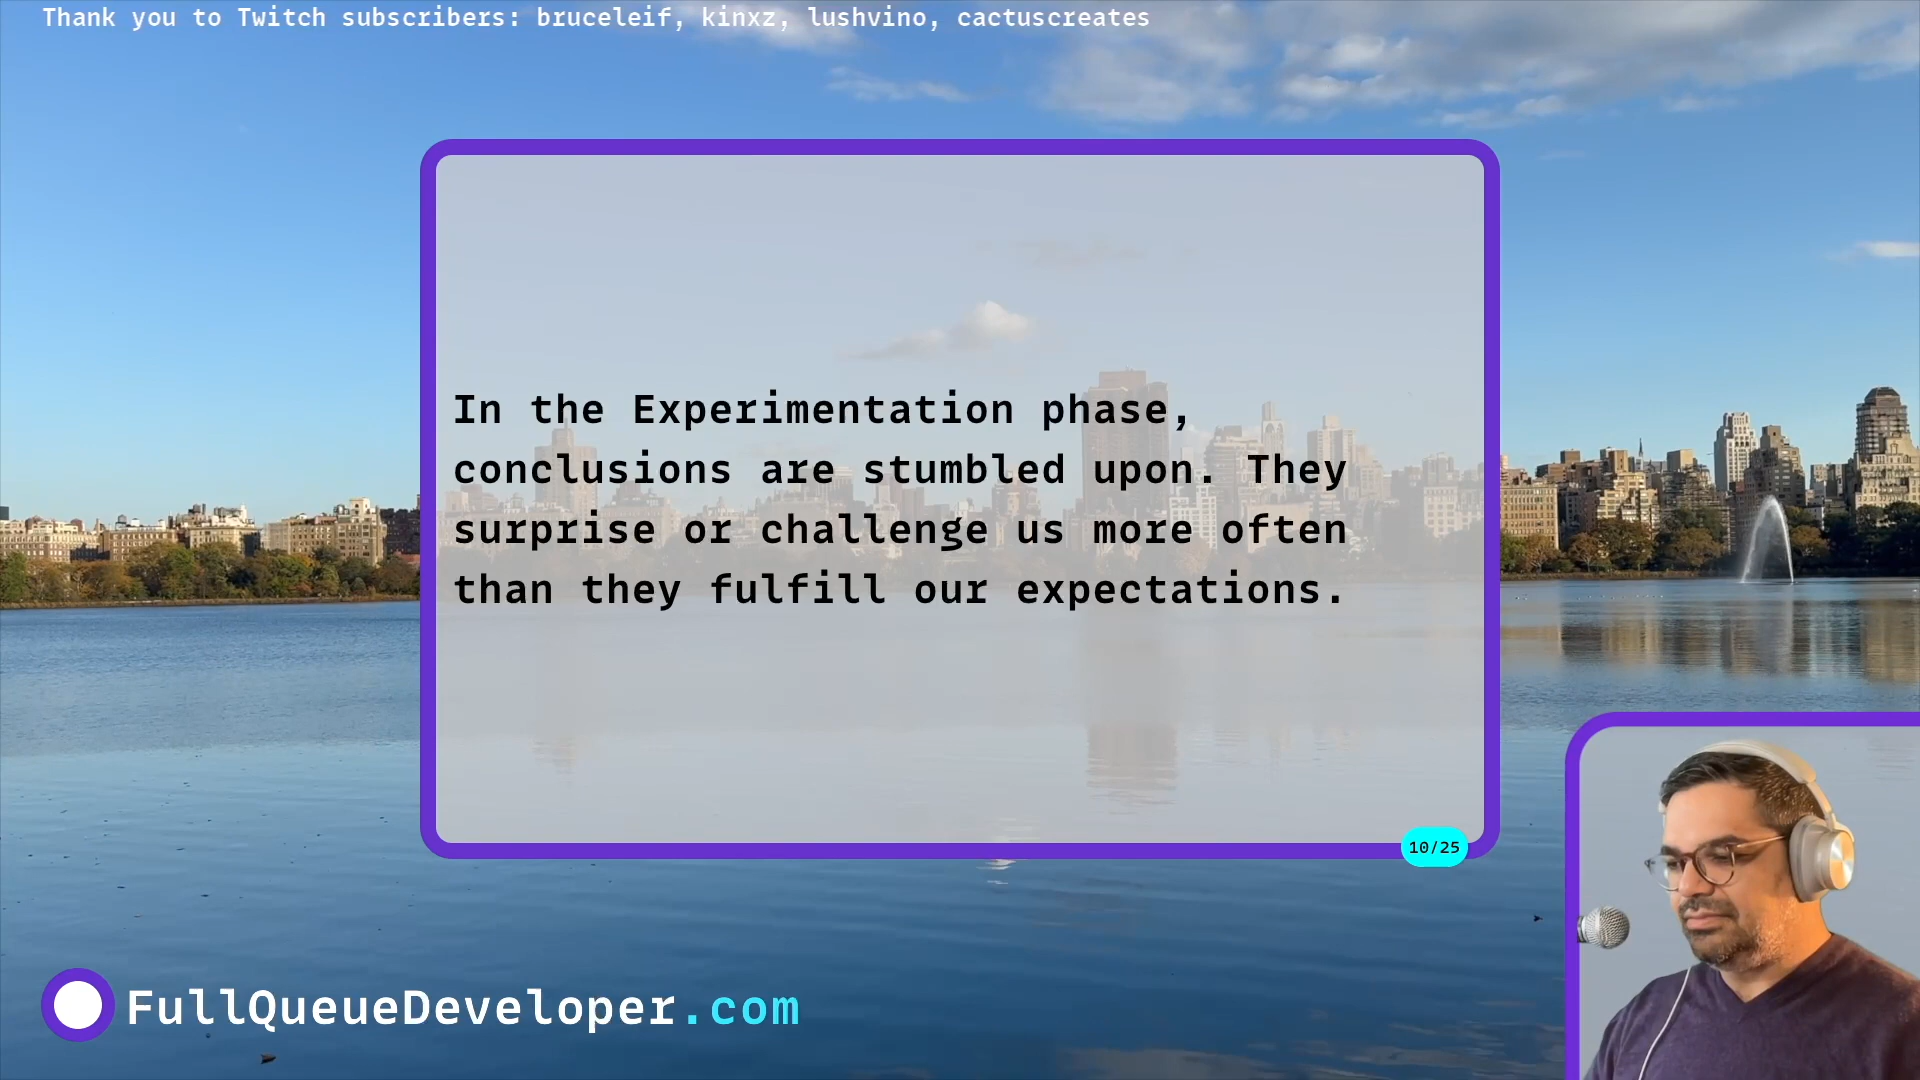 Thank you to Twitch subscribers: bruceleif, kinxz, lushvino, cactuscreates
In the Experimentation phase,
conclusions are stumbled upon. They
surprise or challenge us more often
than they fulfill our expectations.
10/25
FullQueueDeveloper.com